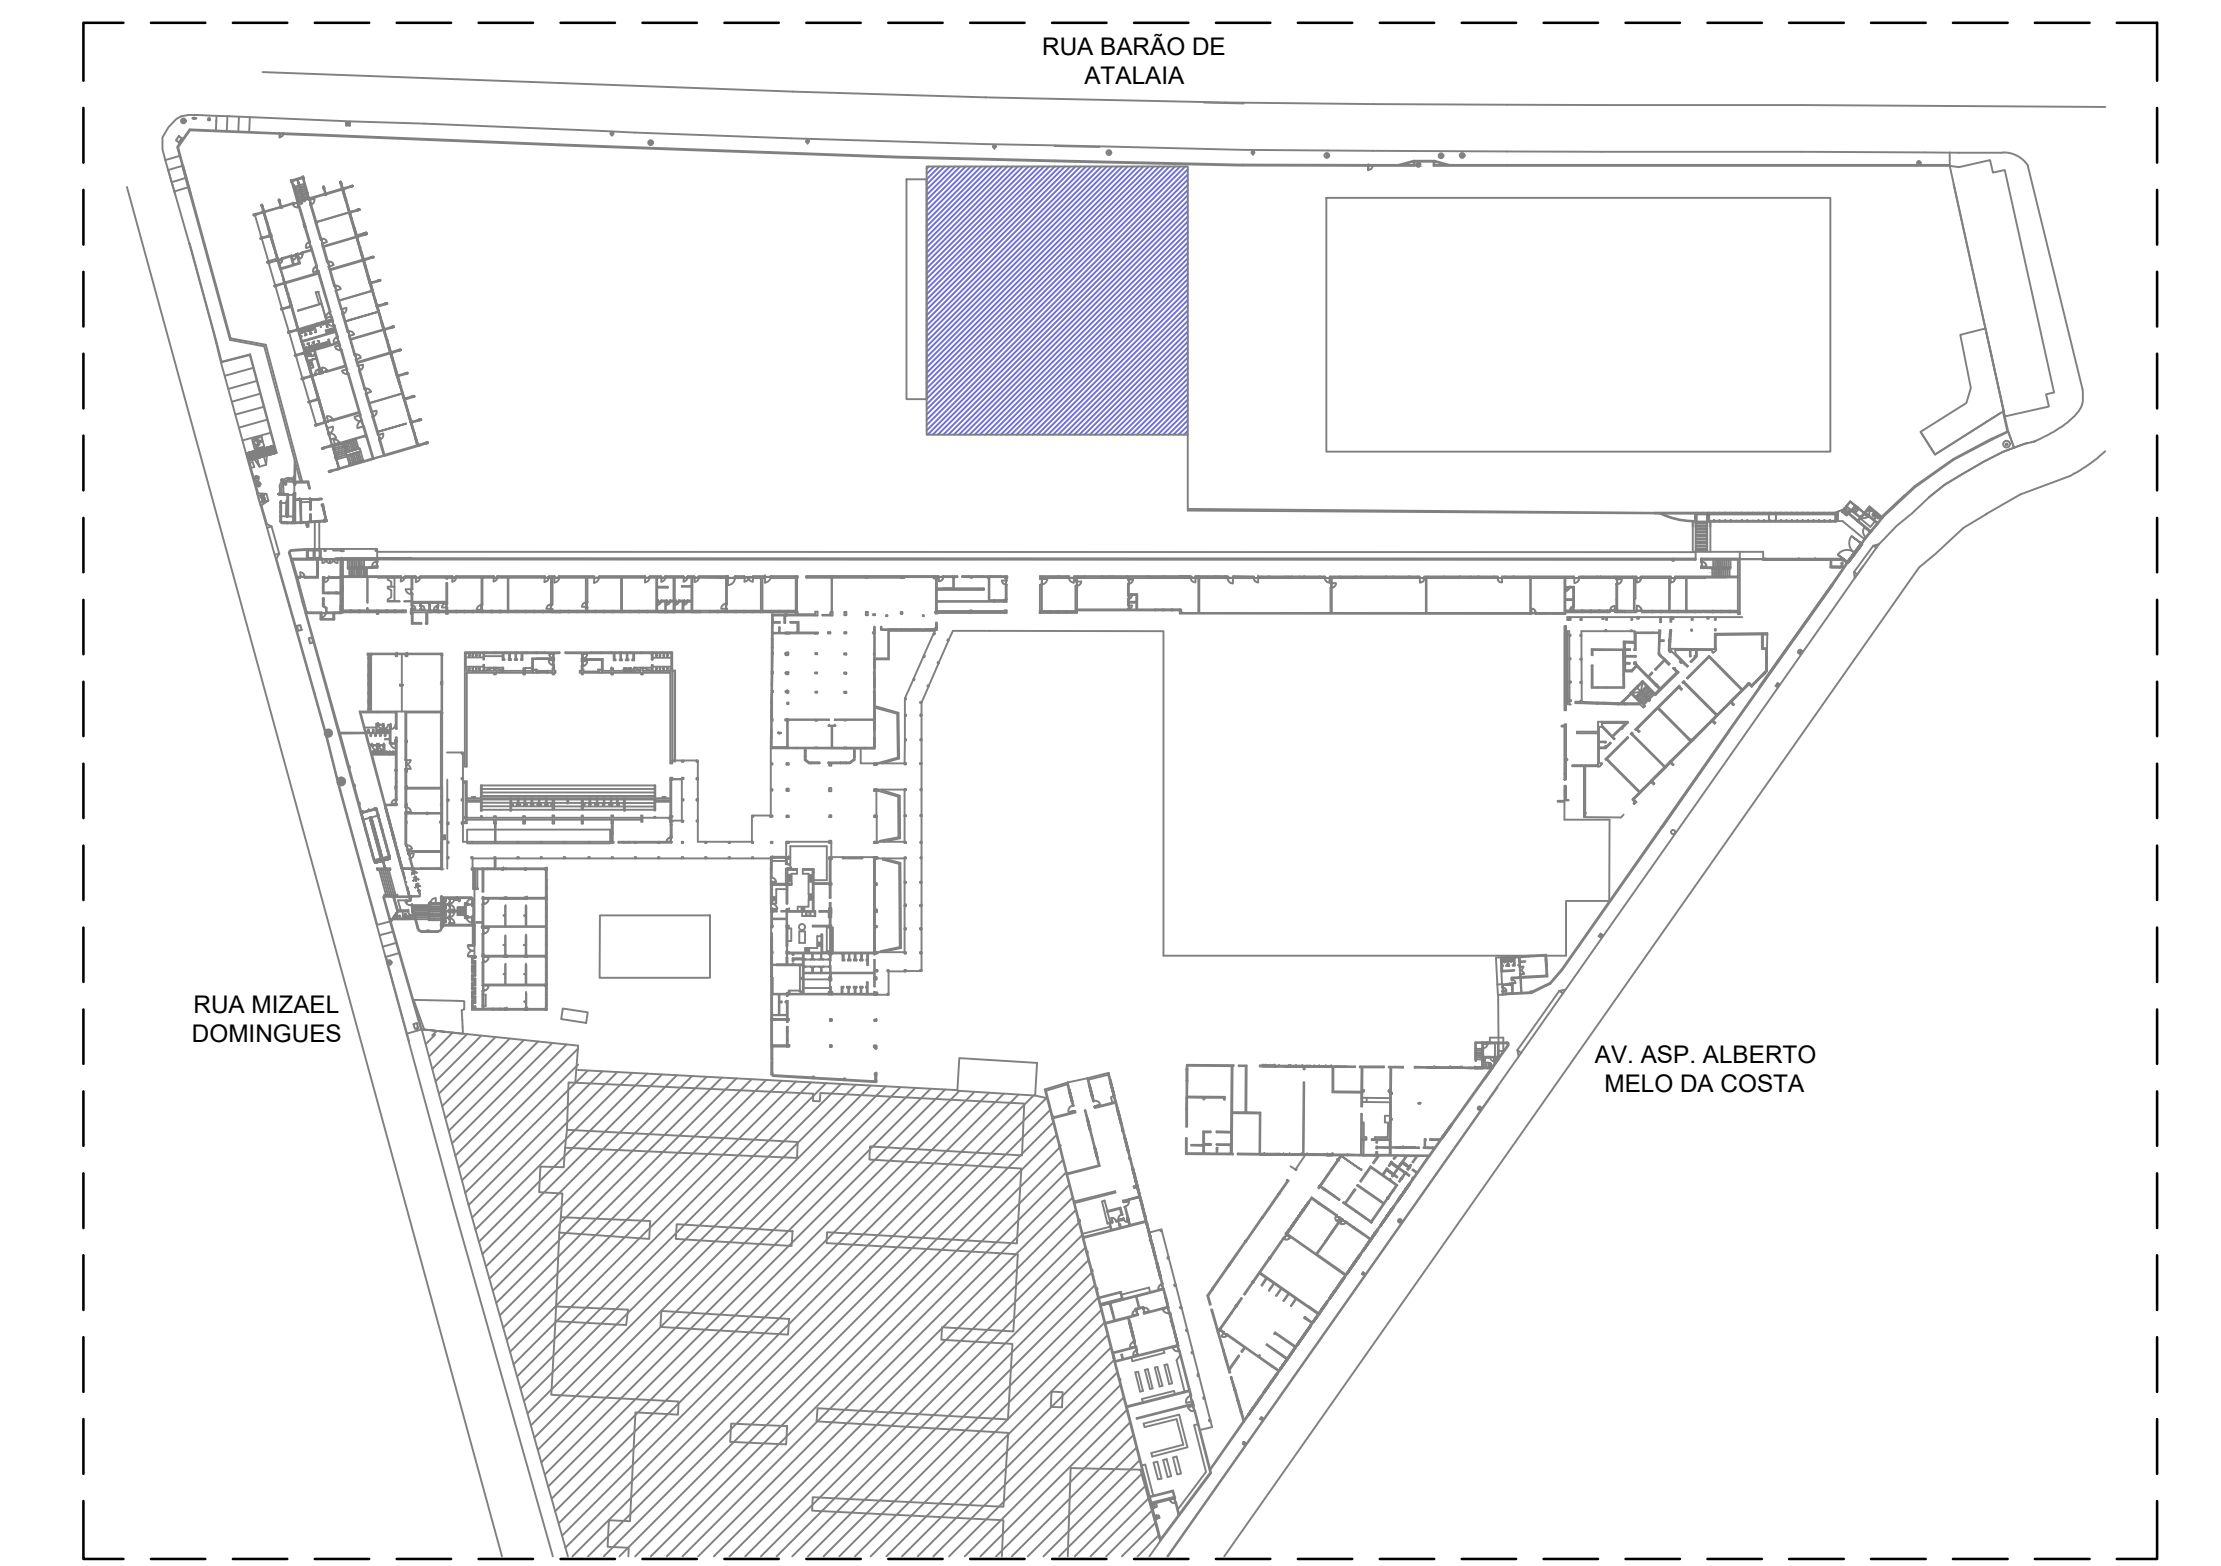 RUA BARÃO DE
ATALAIA
RUA MIZAEL
DOMINGUES
AV. ASP. ALBERTO
MELO DA COSTA